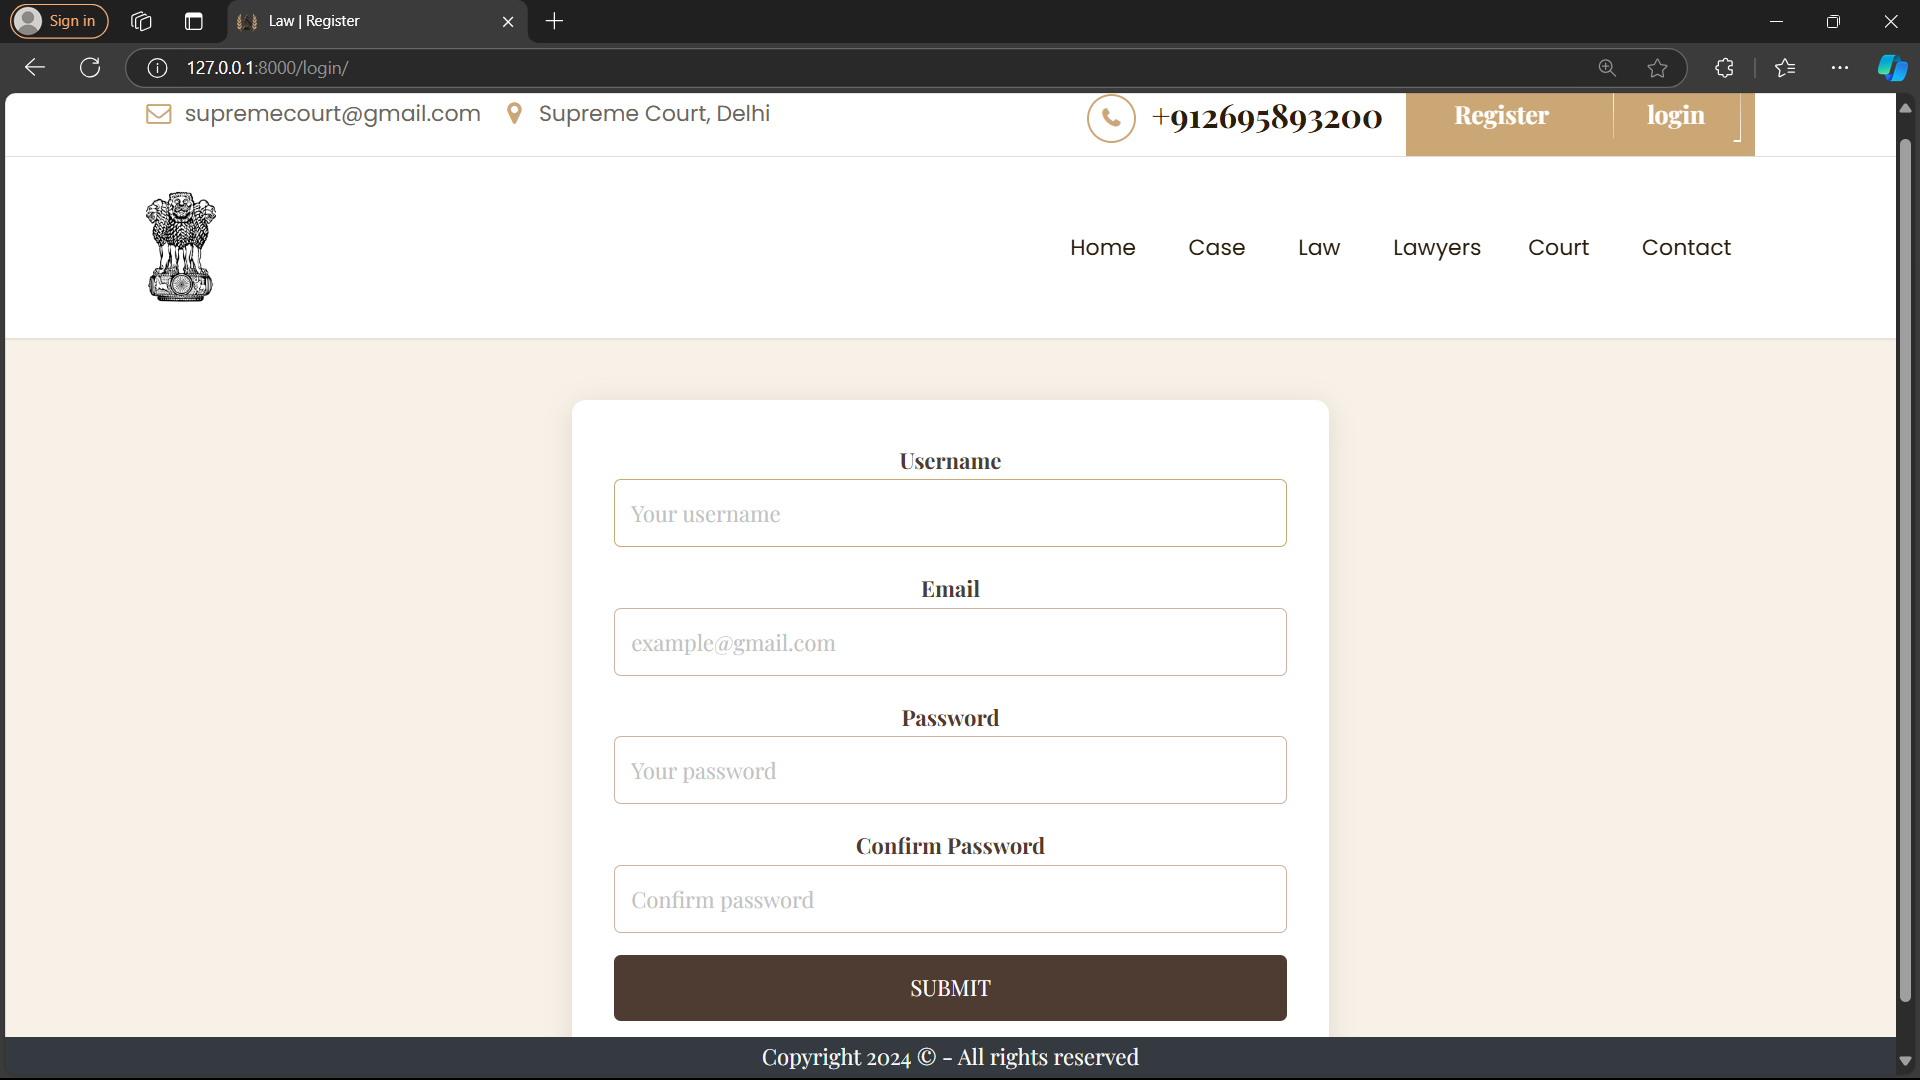 Sign in
Law | Register
127.0.0.1:8000/login/
supremecourt@gmail.com Supreme Court, Delhi +912695893200 Register login
Home Case Law Lawyers Court Contact
Username
Your username
Email
example@gmail.com
Password
Your password
Confirm Password
Confirm password
SUBMIT
Copyright 2024 © - All rights reserved